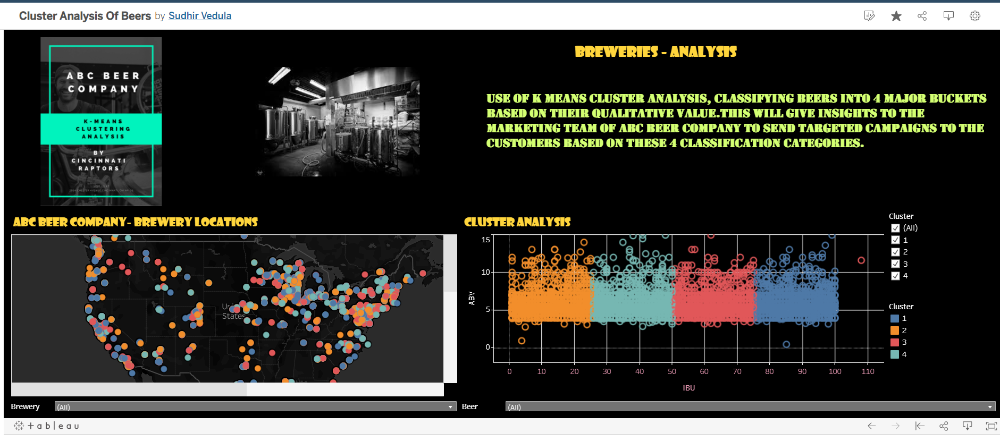 Cluster Analysis Of Beers by Sudhir Vedula
ABC BEER
COMPANY
K-MEANS
CLUSTERING
ANALYSIS
BY
CINCINNATI
RAPTORS
BREWERIES - ANALYSIS
USE OF K MEANS CLUSTER ANALYSIS, CLASSIFYING BEERS INTO 4 MAJOR BUCKETS
BASED ON THEIR QUALITATIVE VALUE.THIS WILL GIVE INSIGHTS TO THE
MARKETING TEAM OF ABC BEER COMPANY TO SEND TARGETED CAMPAIGNS TO THE
CUSTOMERS BASED ON THESE 4 CLASSIFICATION CATEGORIES.
ABC BEER COMPANY- BREWERY LOCATIONS
States
CLUSTER ANALYSIS
15
10
5
0
ABV
0 10 20 30 40 50 60 70 80 90 100 110
IBU
Cluster
(All)
1
2
3
4
Cluster
1
2
3
4
Brewery (All)
Beer (All)
+ableau